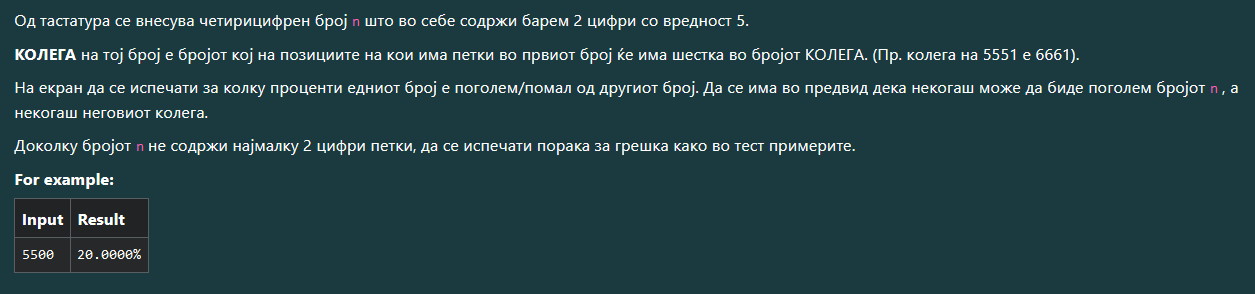 Од тастатура се внесува четирицифрен број n што во себе содржи барем 2 цифри со вредност 5.
КОЛЕГА на тој број е бројот кој на позициите на кои има петки во првиот број ќе има шестка во бројот КОЛЕГА. (Пр. колега на 5551 е 6661).
На екран да се испечати за колку проценти едниот број е поголем/помал од другиот број. Да се има во предвид дека некогаш може да биде поголем бројот n , а
некогаш неговиот колега.
Доколку бројот n не содржи најмалку 2 цифри петки, да се испечати порака за грешка како во тест примерите.
For example:
Input Result
5500 20.0000%